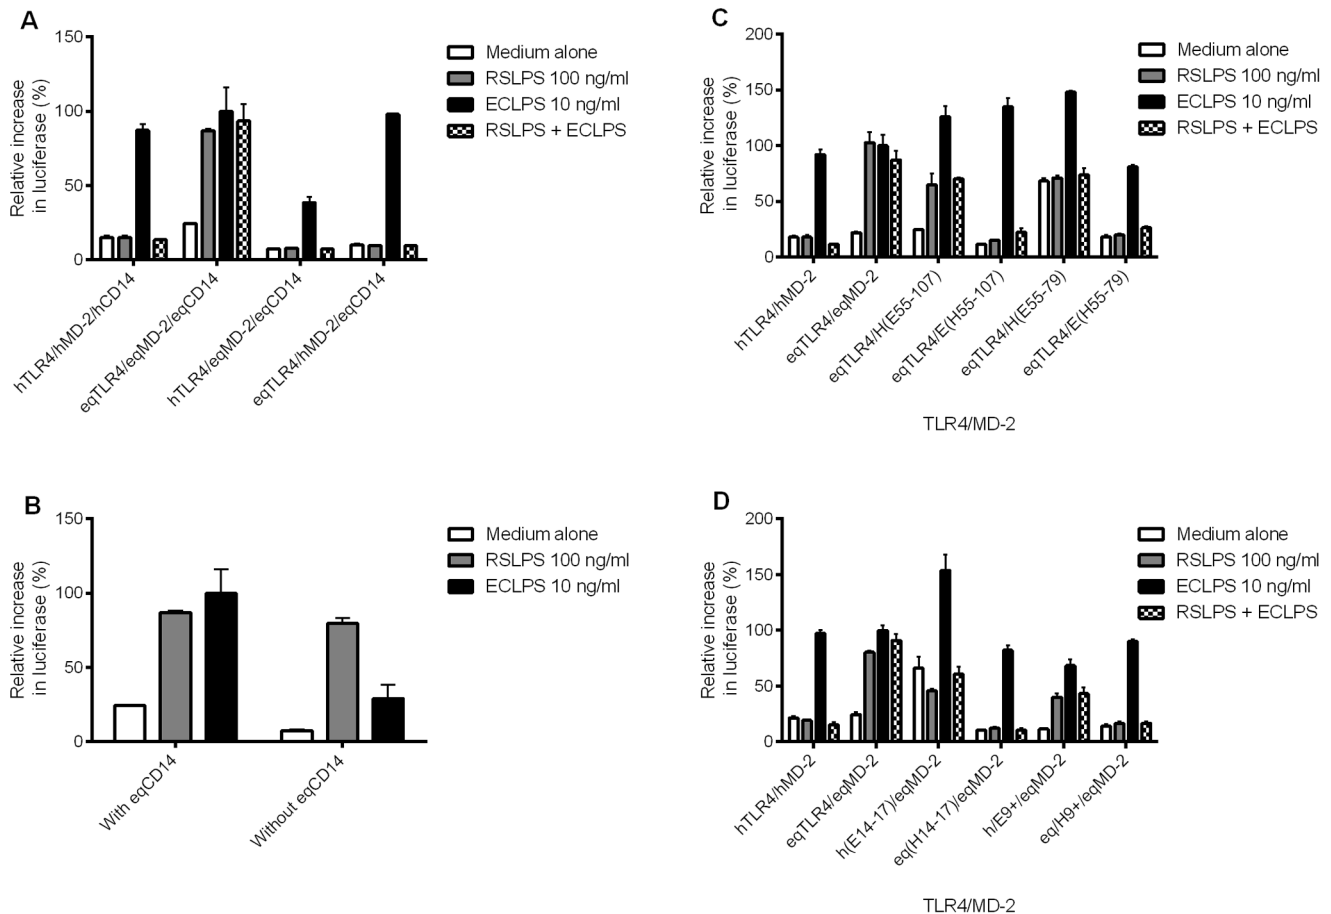 A
150
100
50
0
Relative increase
in luciferase (%)
Medium alone
RSLPS 100 ng/ml
ECLPS 10 ng/ml
RSLPS + ECLPS
hTLR4/hMD-2/hCD14
eqTLR4/eqMD-2/eqCD14
hTLR4/eqMD-2/eqCD14
eqTLR4/hMD-2/eqCD14
B
150
100
50
0
Relative increase
in luciferase (%)
Medium alone
RSLPS 100 ng/ml
ECLPS 10 ng/ml
With eqCD14
Without eqCD14
C
200
150
100
50
0
Relative increase
in luciferase (%)
Medium alone
RSLPS 100 ng/ml
ECLPS 10 ng/ml
RSLPS + ECLPS
hTLR4/hMD-2
eqTLR4/eqMD-2
eqTLR4/H(E55-107)
eqTLR4/E(H55-107)
eqTLR4/H(E55-79)
eqTLR4/E(H55-79)
TLR4/MD-2
D
200
150
100
50
0
Relative increase
in luciferase (%)
Medium alone
RSLPS 100 ng/ml
ECLPS 10 ng/ml
RSLPS + ECLPS
hTLR4/hMD-2
eqTLR4/eqMD-2
h(E14-17)/eqMD-2
eq(H14-17)/eqMD-2
h/E9+/eqMD-2
eq/H9+/eqMD-2
TLR4/MD-2